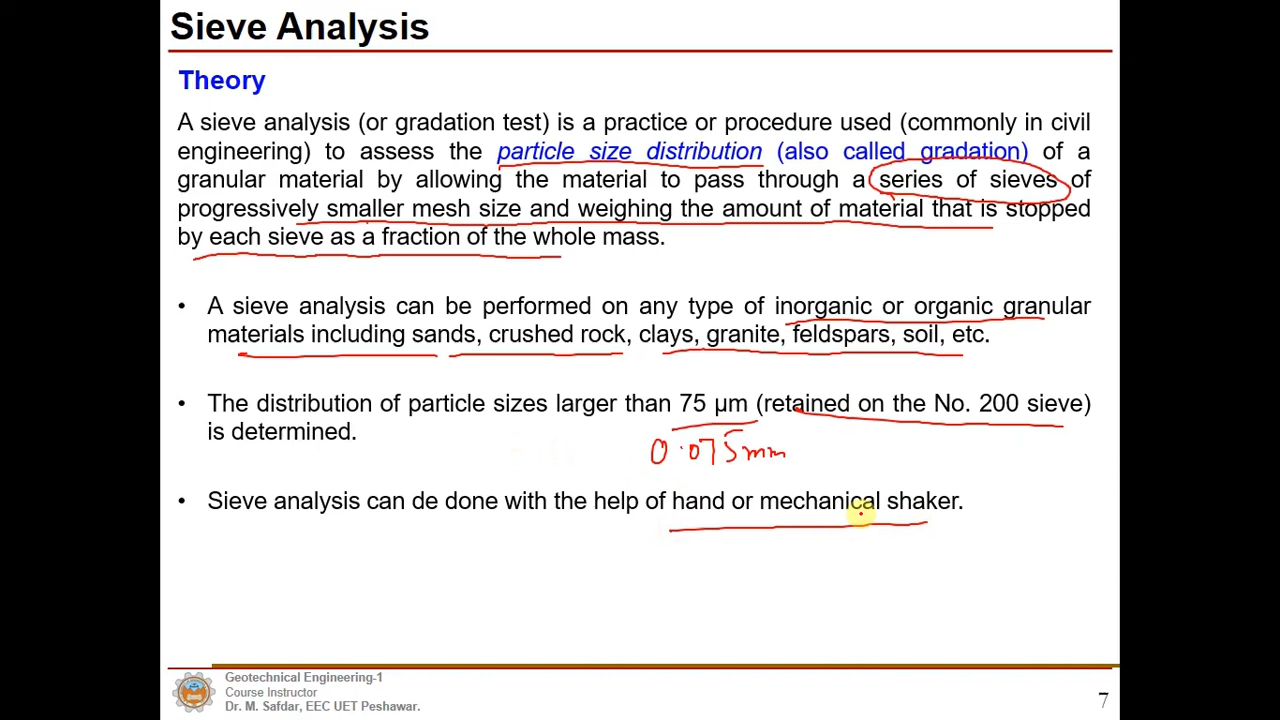 Sieve Analysis
Theory
A sieve analysis (or gradation test) is a practice or procedure used (commonly in civil
engineering) to assess the particle size distribution (also called gradation) of a
granular material by allowing the material to pass through a series of sieves of
progressively smaller mesh size and weighing the amount of material that is stopped
by each sieve as a fraction of the whole mass.
• A sieve analysis can be performed on any type of inorganic or organic granular
materials including sands, crushed rock, clays, granite, feldspars, soil, etc.
• The distribution of particle sizes larger than 75 μm (retained on the No. 200 sieve)
is determined.
0.075mm
• Sieve analysis can de done with the help of hand or mechanical shaker.
Geotechnical Engineering-1
Course Instructor
Dr. M. Safdar, EEC UET Peshawar.
7